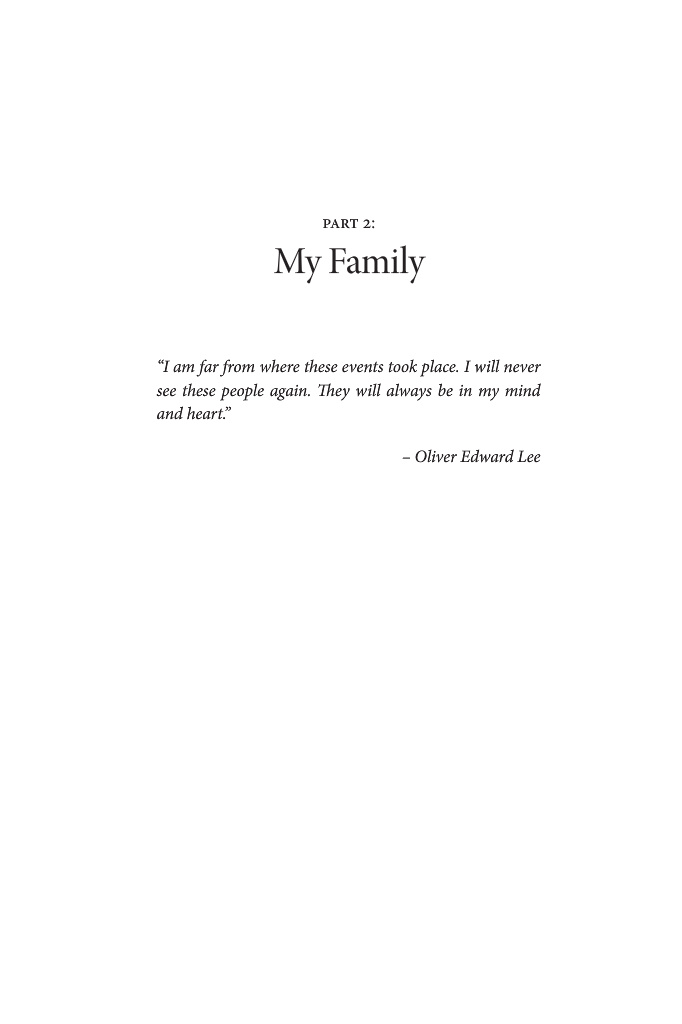 PART 2:
My Family
“I am far from where these events took place. I will never
see these people again. They will always be in my mind
and heart.”
– Oliver Edward Lee